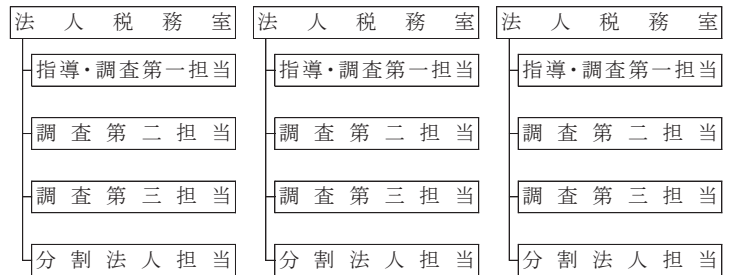 法人税務室 法人税務室 法人税務室
指導・調査第一担当 指導・調査第一担当 指導・調査第一担当
調査第二担当 調査第二担当 調査第二担当
調査第三担当 調査第三担当 調査第三担当
分割法人担当 分割法人担当 分割法人担当